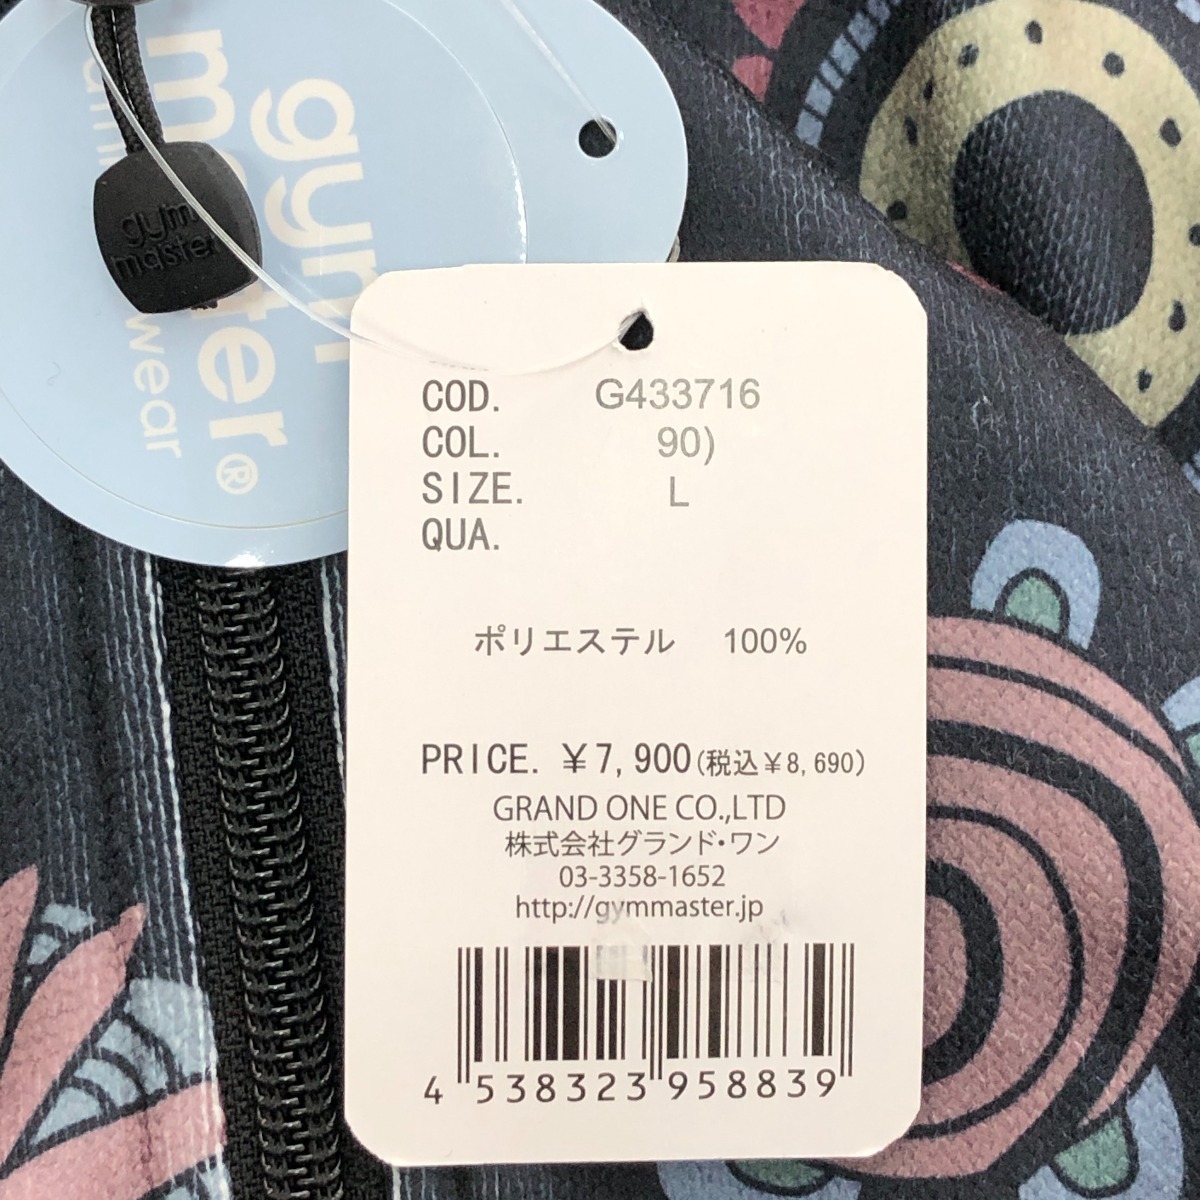 gym
master®
wear
gym
master
COD. G433716
COL. 90)
SIZE. L
QUA.
ポリエステル 100%
PRICE. ¥7,900(税込¥8,690)
GRAND ONE CO.,LTD
株式会社グランド・ワン
03-3358-1652
http://gymmaster.jp
4 538323 958839